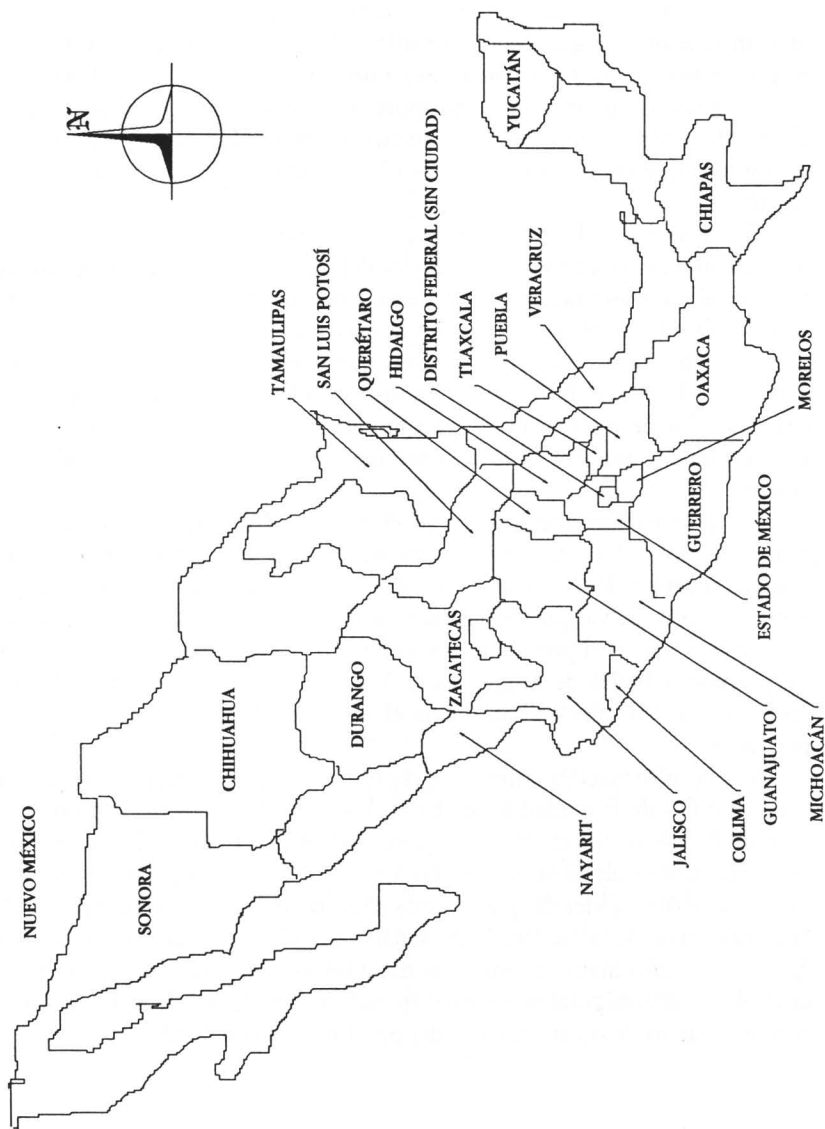 N
NUEVO MÉXICO
SONORA
CHIHUAHUA
DURANGO
ZACATECAS
TAMAULIPAS
SAN LUIS POTOSÍ
QUERÉTARO
HIDALGO
DISTRITO FEDERAL (SIN CIUDAD)
TLAXCALA
PUEBLA
VERACRUZ
YUCATÁN
CHIAPAS
OAXACA
MORELOS
GUERRERO
ESTADO DE MÉXICO
NAYARIT
JALISCO
COLIMA
GUANAJUATO
MICHOACÁN